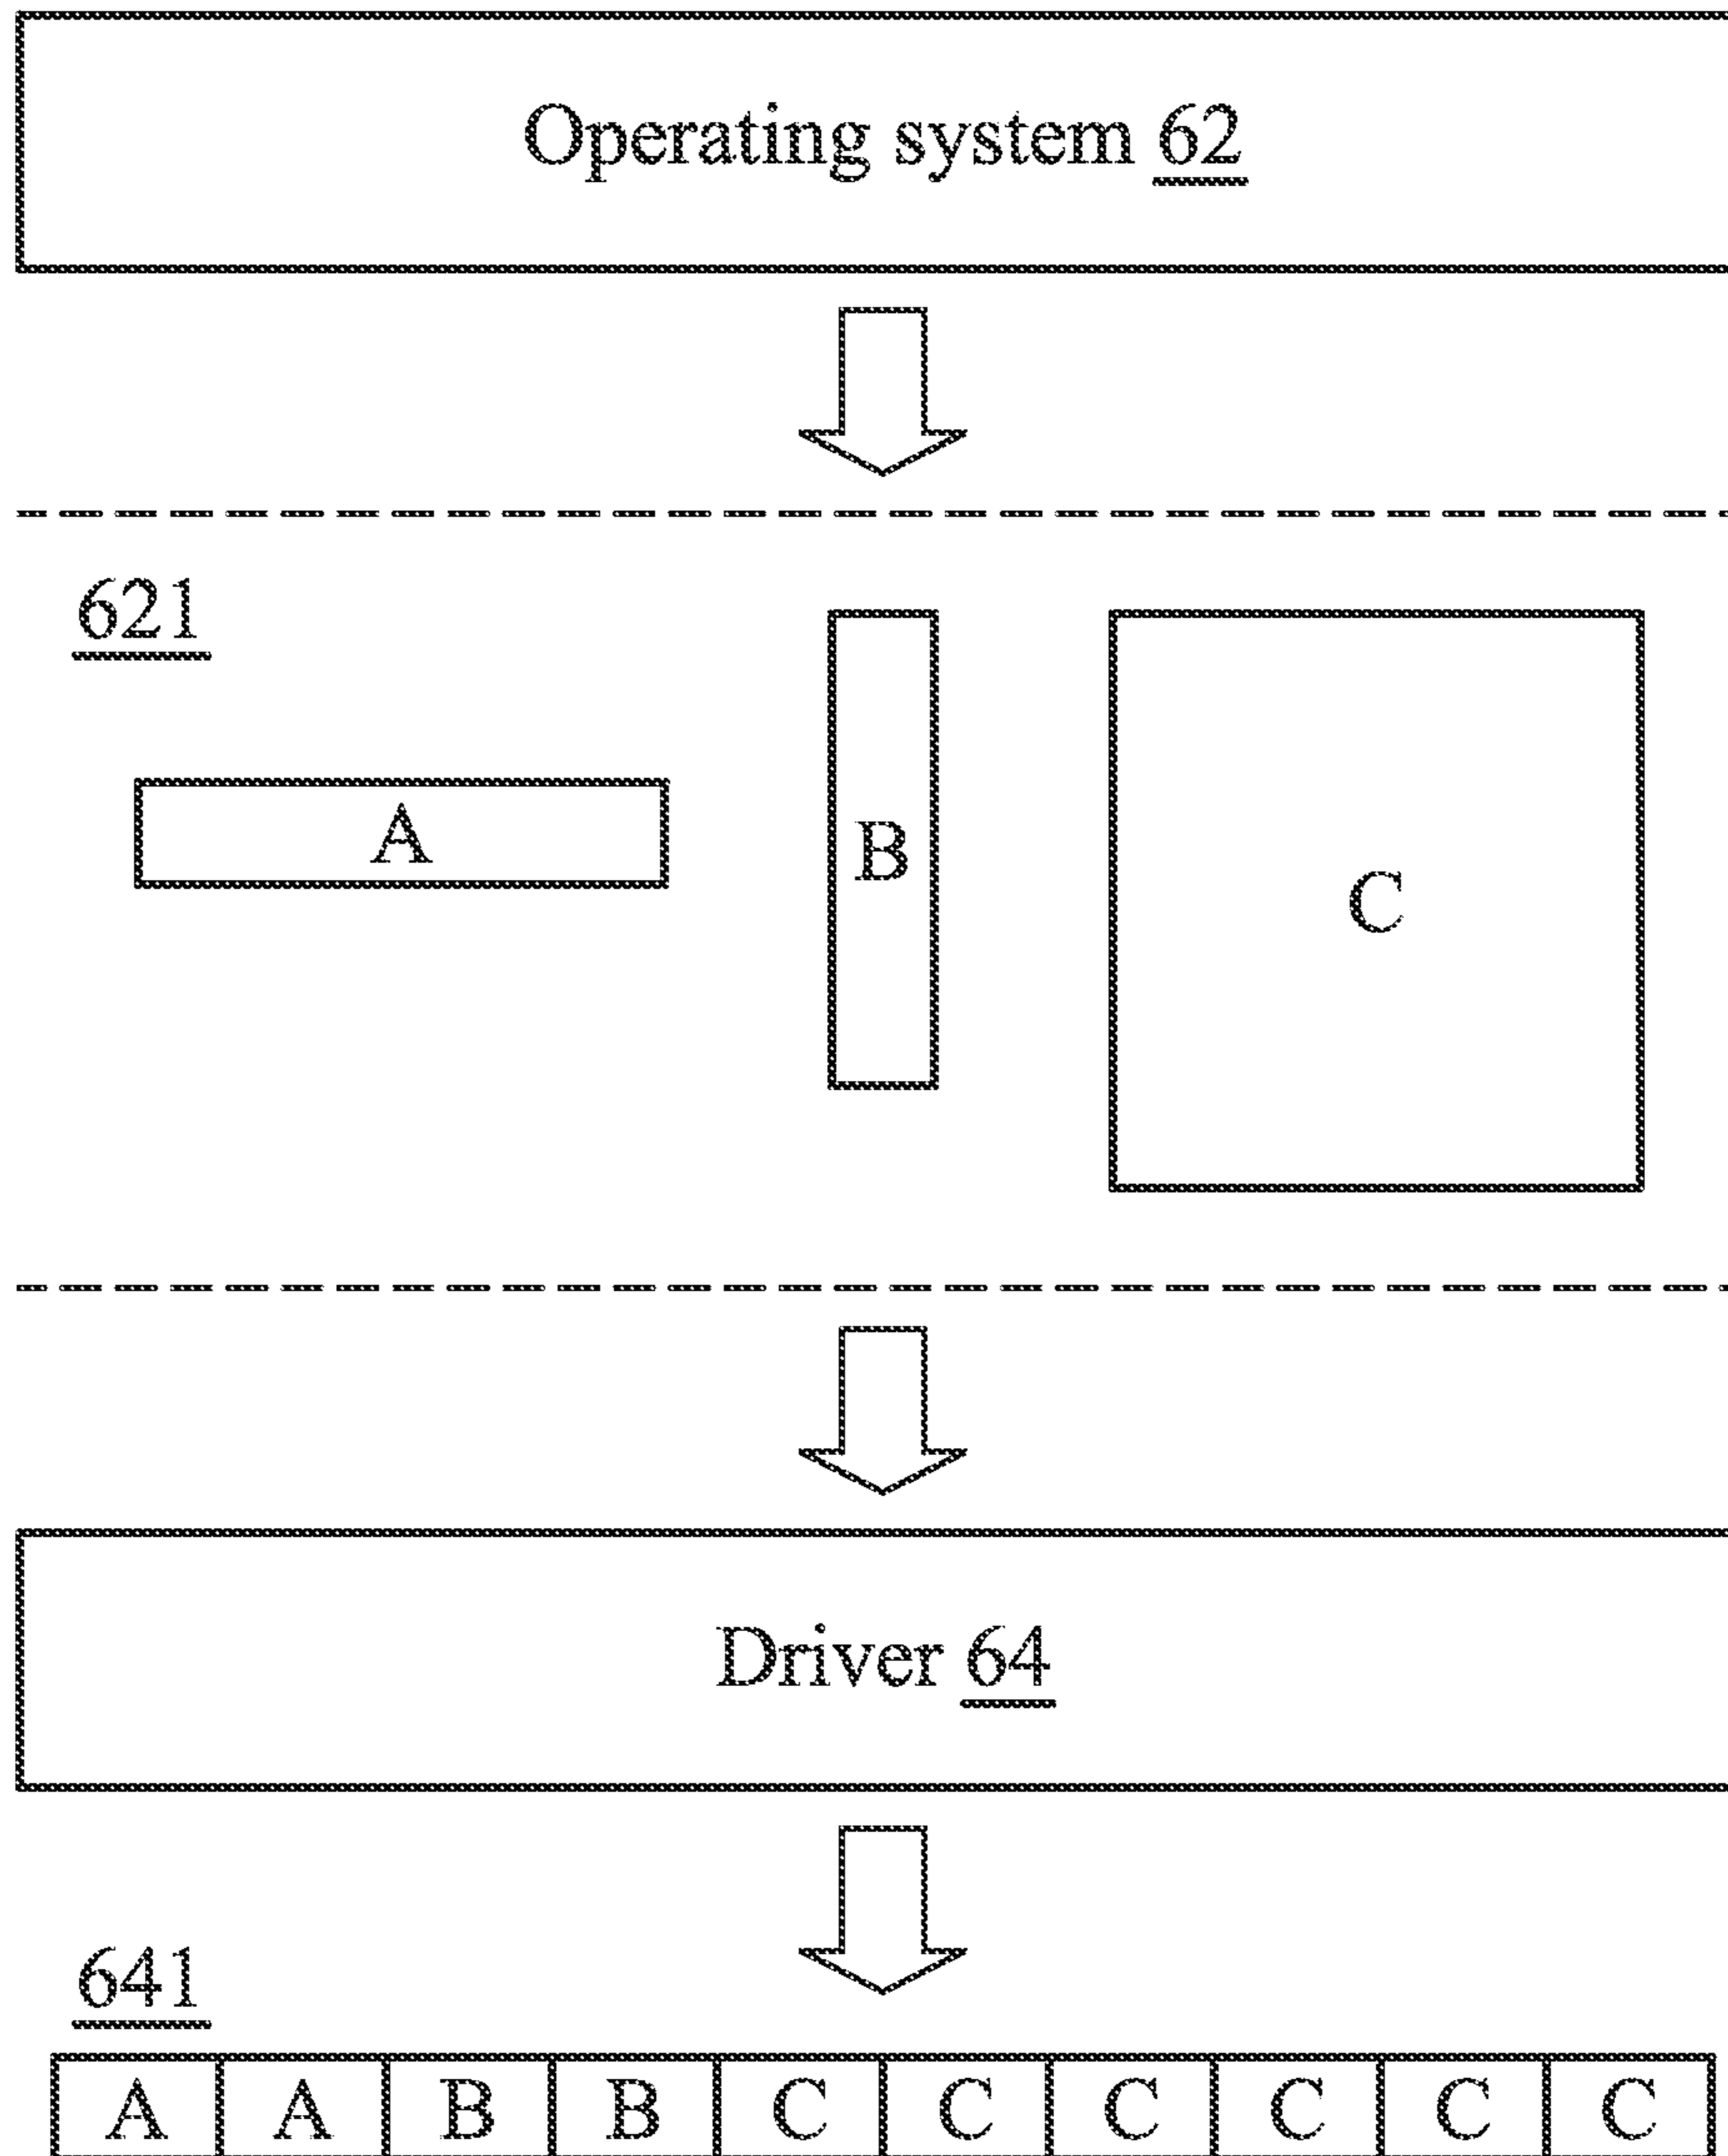 Operating system 62
621
A
B
C
Driver 64
641
A A B B C C C C C C